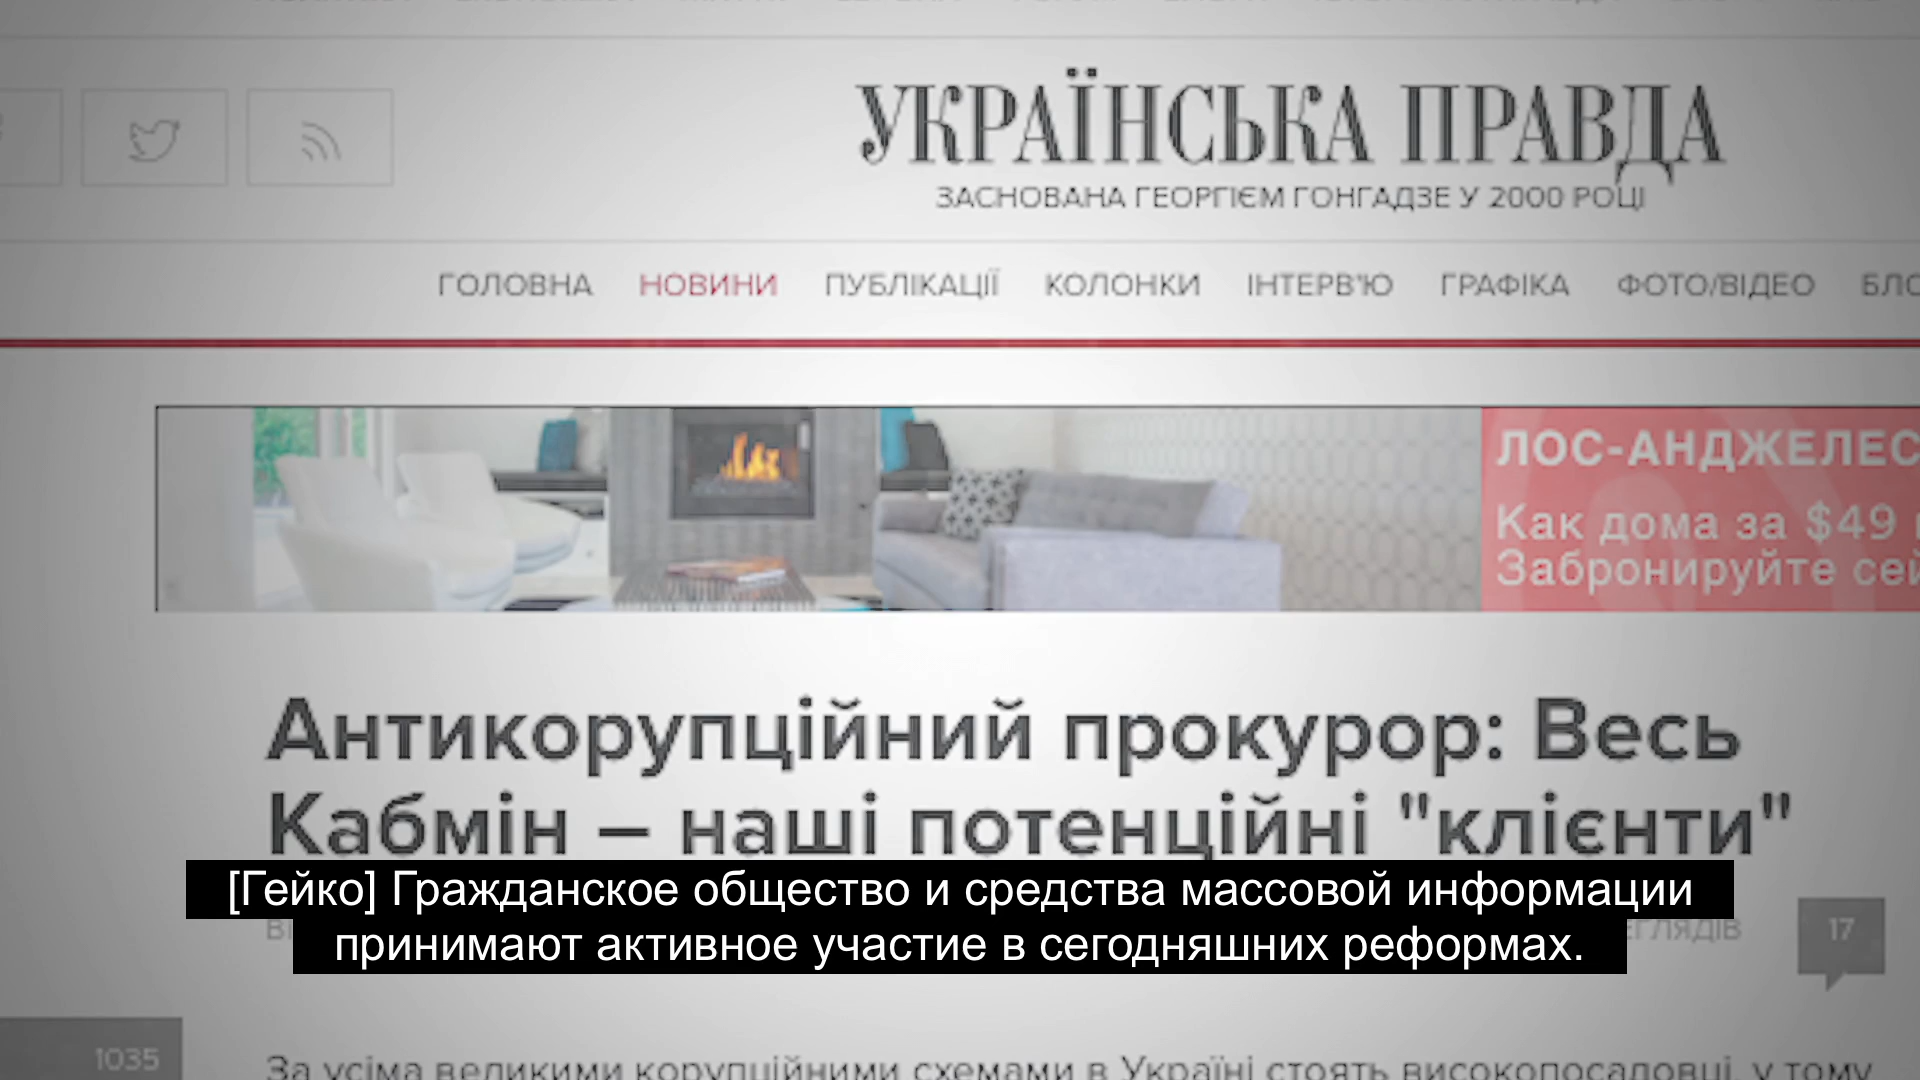 УКРАЇНСЬКА ПРАВДА
ЗАСНОВАНА ГЕОРГІЄМ ГОНГАДЗЕ У 2000 РОЦІ
ГОЛОВНА НОВИНИ ПУБЛІКАЦІЇ КОЛОНКИ ІНТЕРВ'Ю ГРАФІКА ФОТО/ВІДЕО
ЛОС-АНДЖЕЛЕС
Как дома за $49
Забронируйте
Антикорупційний прокурор: Весь
Кабмін – наші потенційні "клієнти"
17
[Гейко] Гражданское общество и средства массовой информации
принимают активное участие в сегодняшних реформах.
1035
За усіма великими корупційними схемами в Україні стоять високопосадовці, у тому